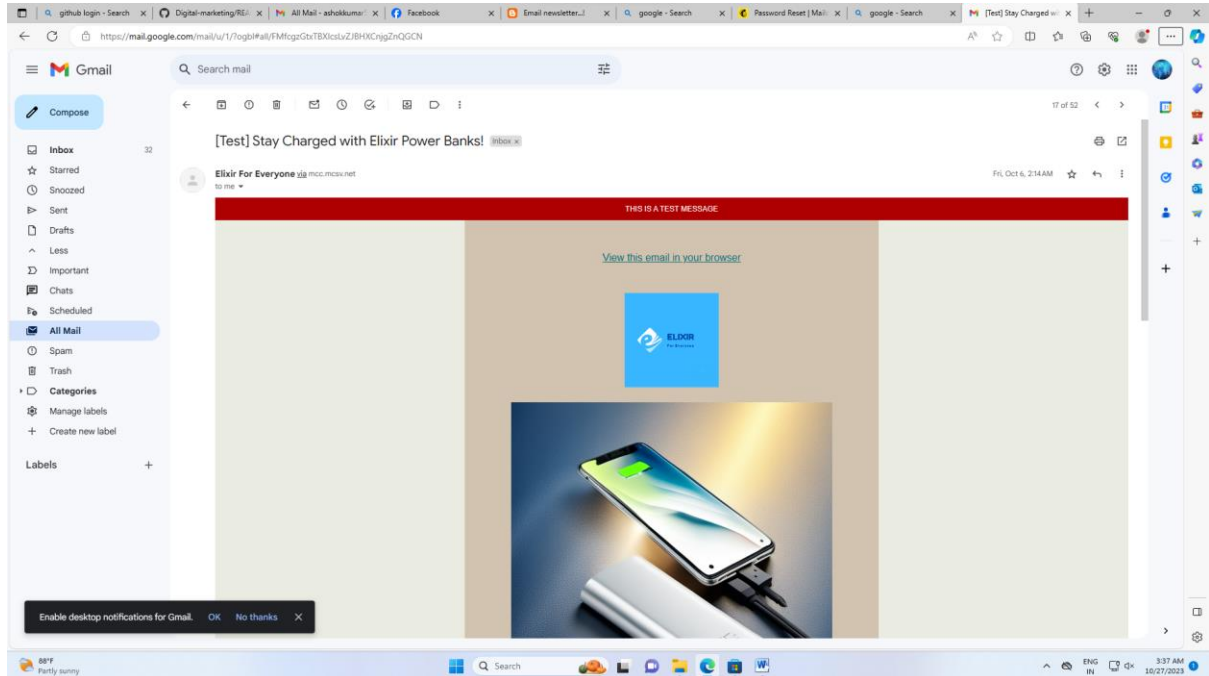 github login - Search
Digital-marketing/REA
All Mail - ashokkumar
Facebook
Email newsletter...!
google - Search
Password Reset | Mail
google - Search
[Test] Stay Charged wi
https://mail.google.com/mail/u/1/?ogbl#all/FMfcgzGtxTBXlcsLvZJBHXCnjgZnQGCN
Gmail
Search mail
Compose
17 of 52
[Test] Stay Charged with Elixir Power Banks! Inbox x
Inbox 32
Starred
Snoozed
Sent
Drafts
Less
Important
Chats
Scheduled
All Mail
Spam
Trash
Categories
Manage labels
Create new label
Labels
Elixir For Everyone via mcc.mcsv.net
Fri, Oct 6, 2:14 AM
to me
THIS IS A TEST MESSAGE
View this email in your browser
ELIXIR
For Everyone
Enable desktop notifications for Gmail. OK No thanks
88°F
Partly sunny
Search
ENG
IN
3:37 AM
10/27/2023